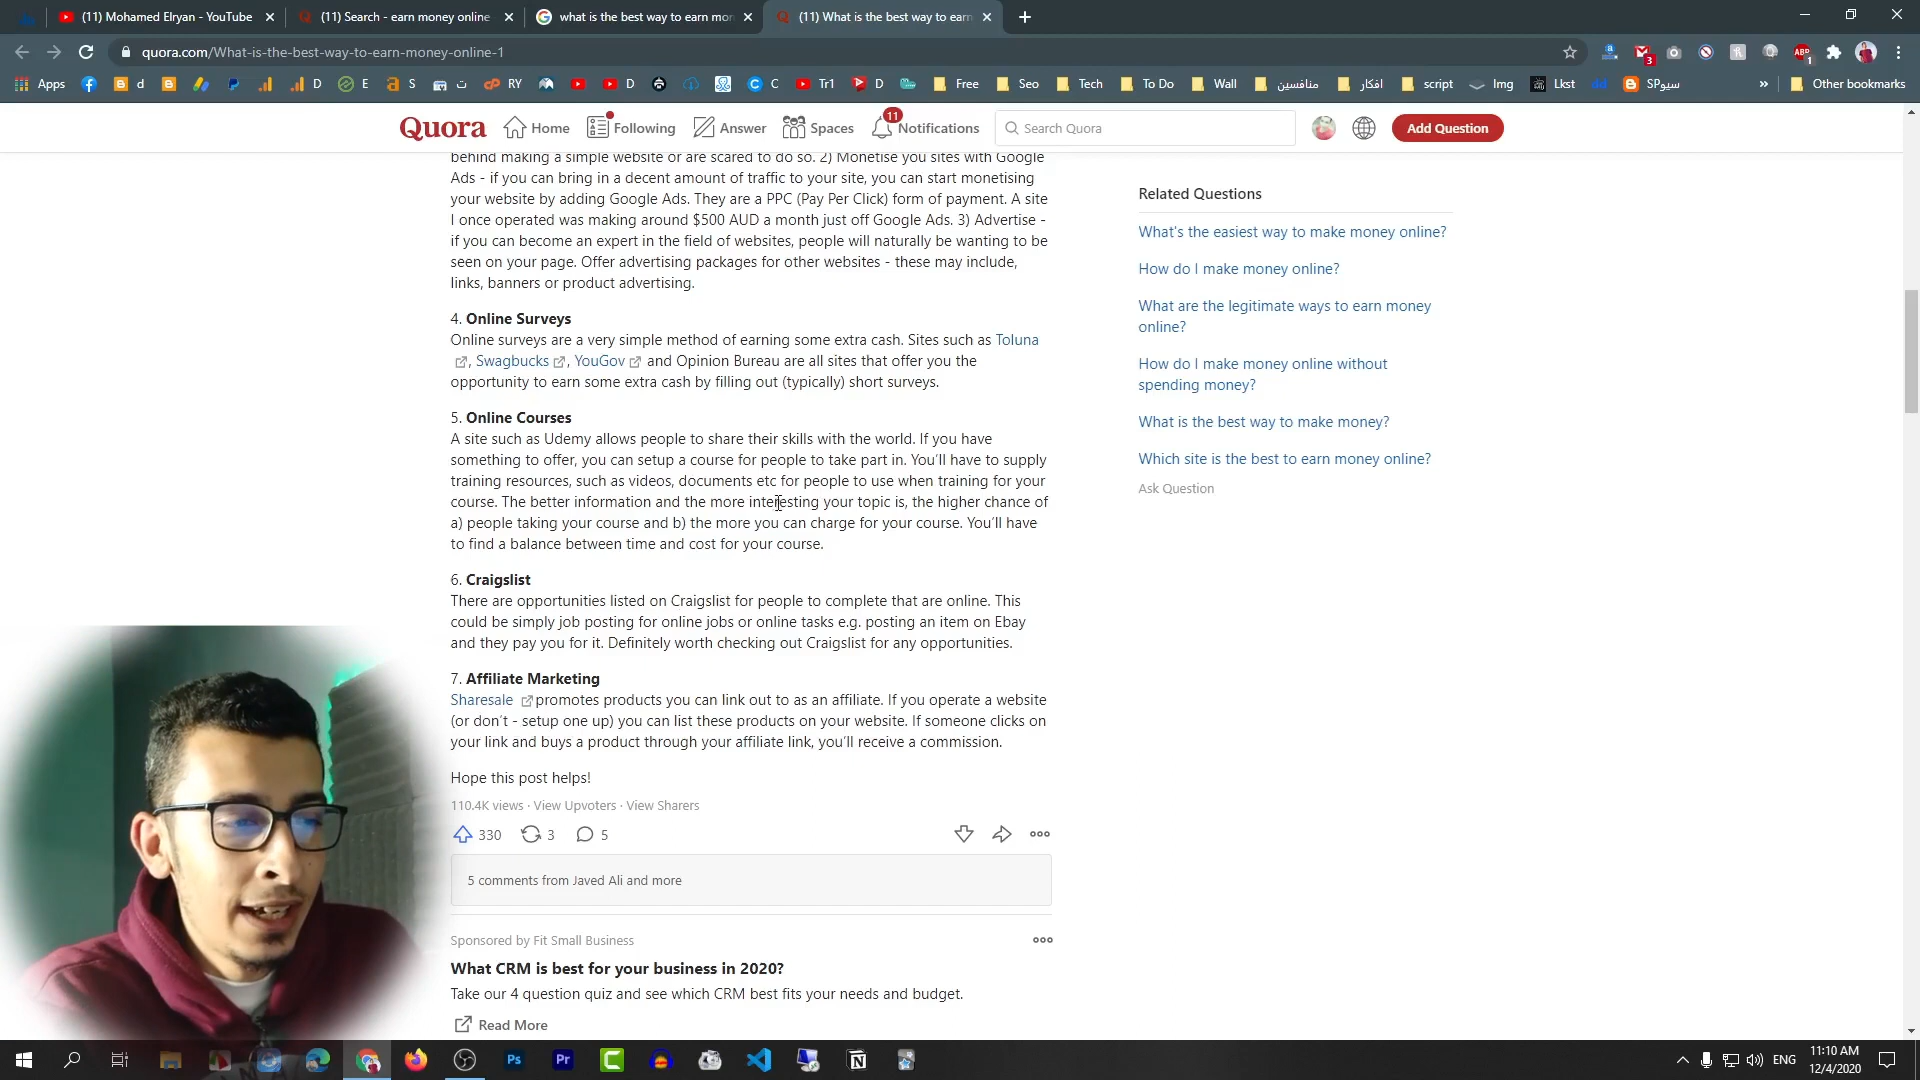 (11) Mohamed Elryan - YouTube
(11) Search - earn money online
what is the best way to earn mon
(11) What is the best way to earn
quora.com/What-is-the-best-way-to-earn-money-online-1
Apps d D E S ت RY D C Tr1 D Free Seo Tech To Do Wall منافسين افكار script Img Lkst dd SPسيو » Other bookmarks
Quora Home Following Answer Spaces 11 Notifications Search Quora Add Question
behind making a simple website or are scared to do so. 2) Monetise you sites with Google
Ads - if you can bring in a decent amount of traffic to your site, you can start monetising
your website by adding Google Ads. They are a PPC (Pay Per Click) form of payment. A site
I once operated was making around $500 AUD a month just off Google Ads. 3) Advertise -
if you can become an expert in the field of websites, people will naturally be wanting to be
seen on your page. Offer advertising packages for other websites - these may include,
links, banners or product advertising.
4. Online Surveys
Online surveys are a very simple method of earning some extra cash. Sites such as Toluna
, Swagbucks , YouGov and Opinion Bureau are all sites that offer you the
opportunity to earn some extra cash by filling out (typically) short surveys.
5. Online Courses
A site such as Udemy allows people to share their skills with the world. If you have
something to offer, you can setup a course for people to take part in. You'll have to supply
training resources, such as videos, documents etc for people to use when training for your
course. The better information and the more interesting your topic is, the higher chance of
a) people taking your course and b) the more you can charge for your course. You'll have
to find a balance between time and cost for your course.
6. Craigslist
There are opportunities listed on Craigslist for people to complete that are online. This
could be simply job posting for online jobs or online tasks e.g. posting an item on Ebay
and they pay you for it. Definitely worth checking out Craigslist for any opportunities.
7. Affiliate Marketing
Sharesale promotes products you can link out to as an affiliate. If you operate a website
(or don't - setup one up) you can list these products on your website. If someone clicks on
your link and buys a product through your affiliate link, you'll receive a commission.
Hope this post helps!
110.4K views · View Upvoters · View Sharers
330 3 5
5 comments from Javed Ali and more
Sponsored by Fit Small Business
What CRM is best for your business in 2020?
Take our 4 question quiz and see which CRM best fits your needs and budget.
Read More
Related Questions
What's the easiest way to make money online?
How do I make money online?
What are the legitimate ways to earn money
online?
How do I make money online without
spending money?
What is the best way to make money?
Which site is the best to earn money online?
Ask Question
Ps Pr C N
ENG
11:10 AM
12/4/2020